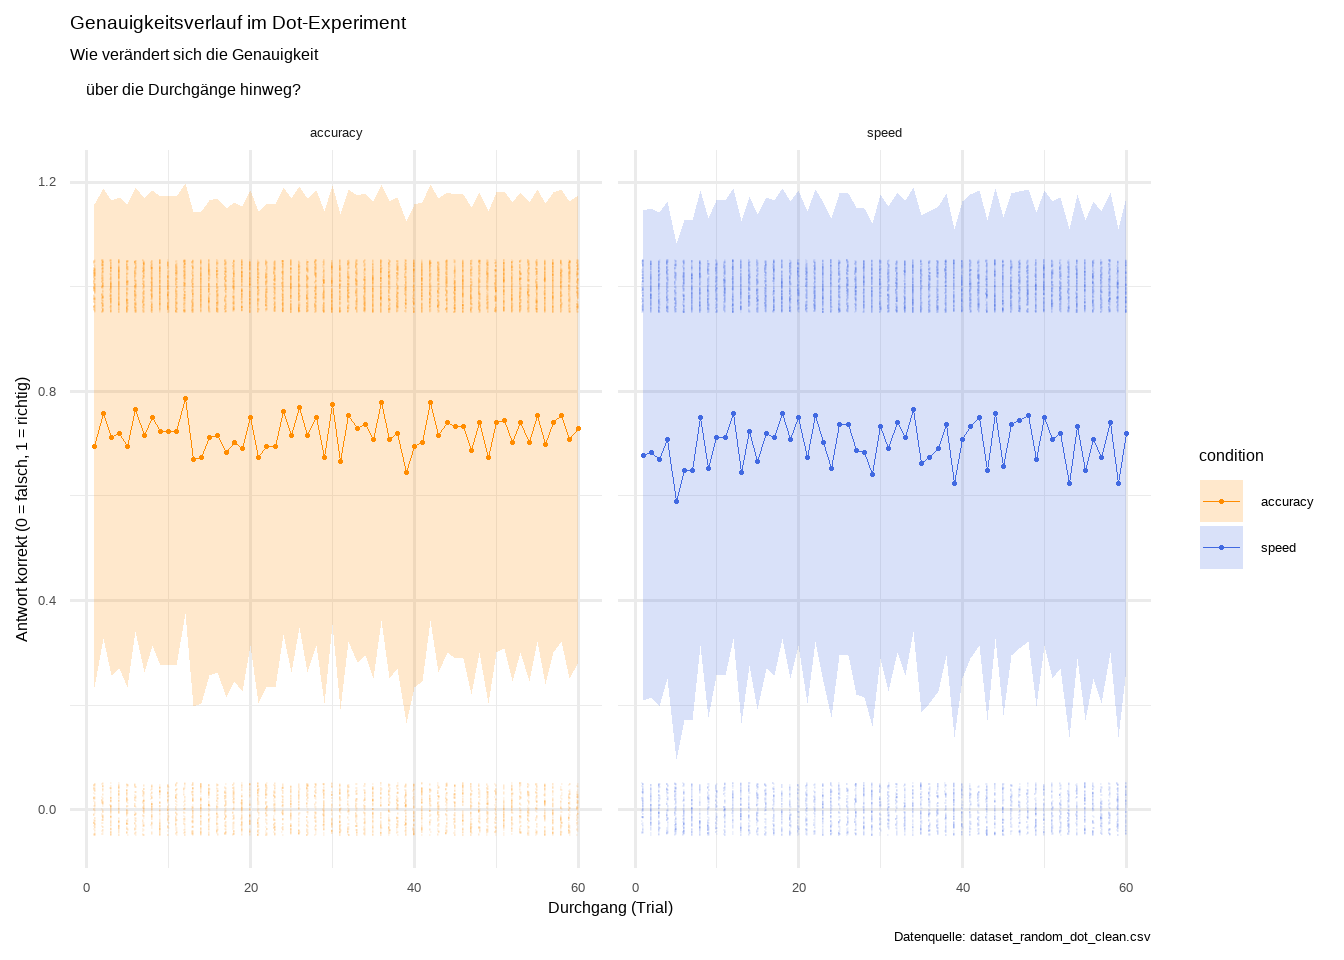 Genauigkeitsverlauf im Dot-Experiment
Wie verändert sich die Genauigkeit
über die Durchgänge hinweg?
accuracy
speed
1.2
0.8
0.4
0.0
Antwort korrekt (0 = falsch, 1 = richtig)
0
20
40
60
0
20
40
60
Durchgang (Trial)
condition
accuracy
speed
Datenquelle: dataset_random_dot_clean.csv